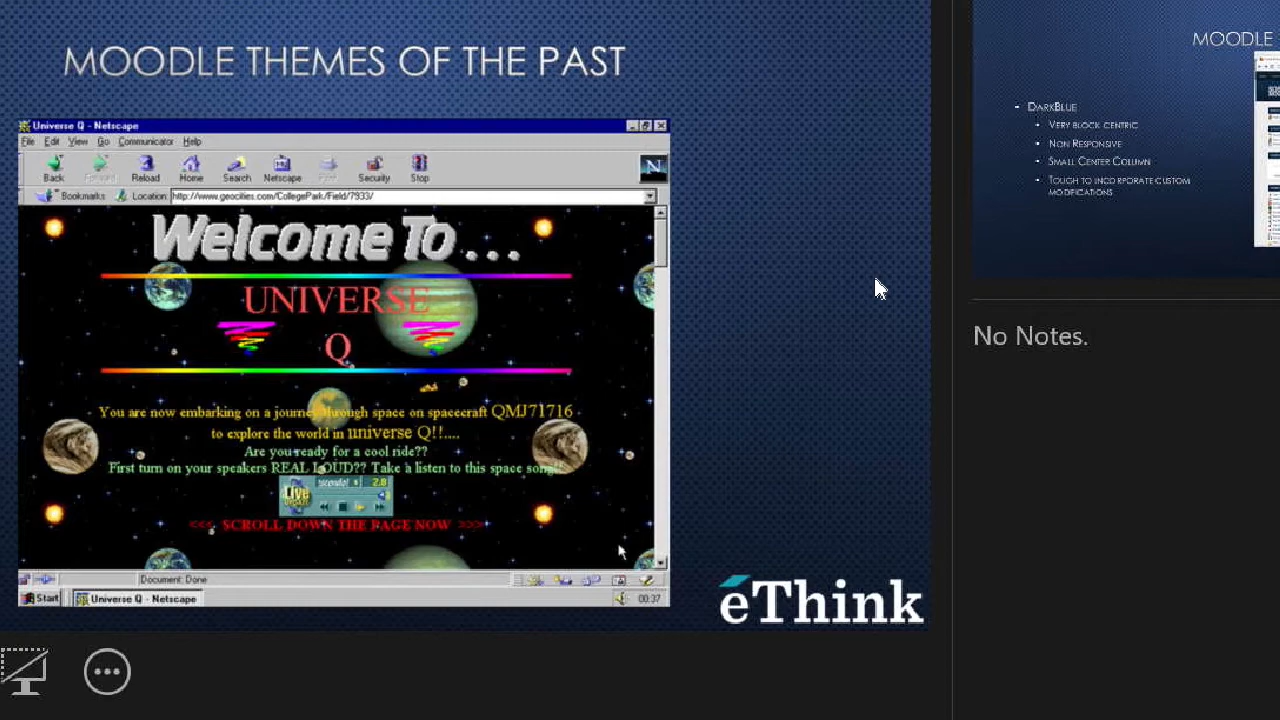 MOODLE THEMES OF THE PAST
Universe Q - Netscape
File Edit View Go Communicator Help
Back Forward Reload Home Search Netscape Security Stop
Bookmarks Location http://www.geocities.com/CollegePark/Field/7933/
Welcome To . . .
UNIVERSE
Q
You are now embarking on a journey through space on spacecraft QMJ71716
to explore the world in universe Q!!....
Are you ready for a cool ride??
First turn on your speakers REAL LOUD?? Take a listen to this space song!!
Live 2.0
<<< SCROLL DOWN THE PAGE NOW >>>
Document: Done
Start Universe Q - Netscape 00:37
eThink
MOODLE
DARKBLUE
VERY BLOCK-CENTRIC
NON RESPONSIVE
SMALL CENTER COLUMN
TOUGH TO INCORPORATE CUSTOM
MODIFICATIONS
No Notes.